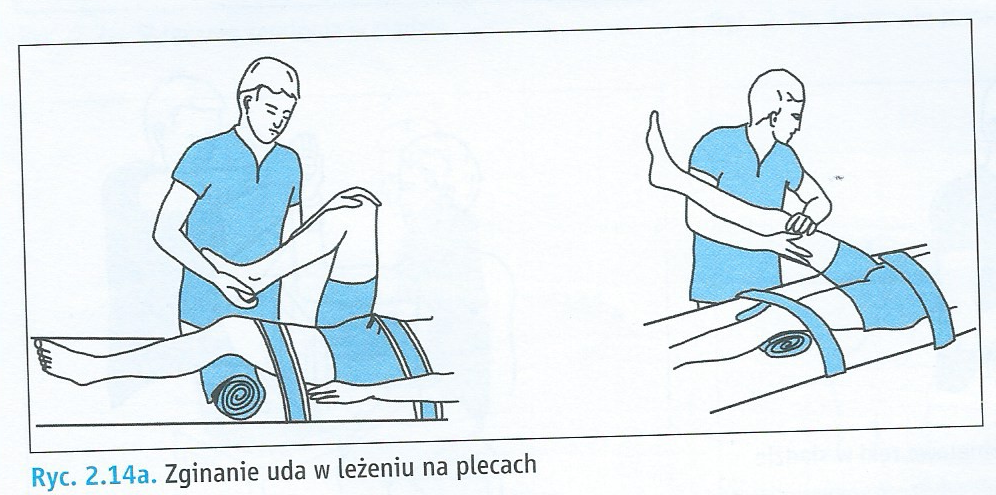 Ryc. 2.14a. Zginanie uda w leżeniu na plecach